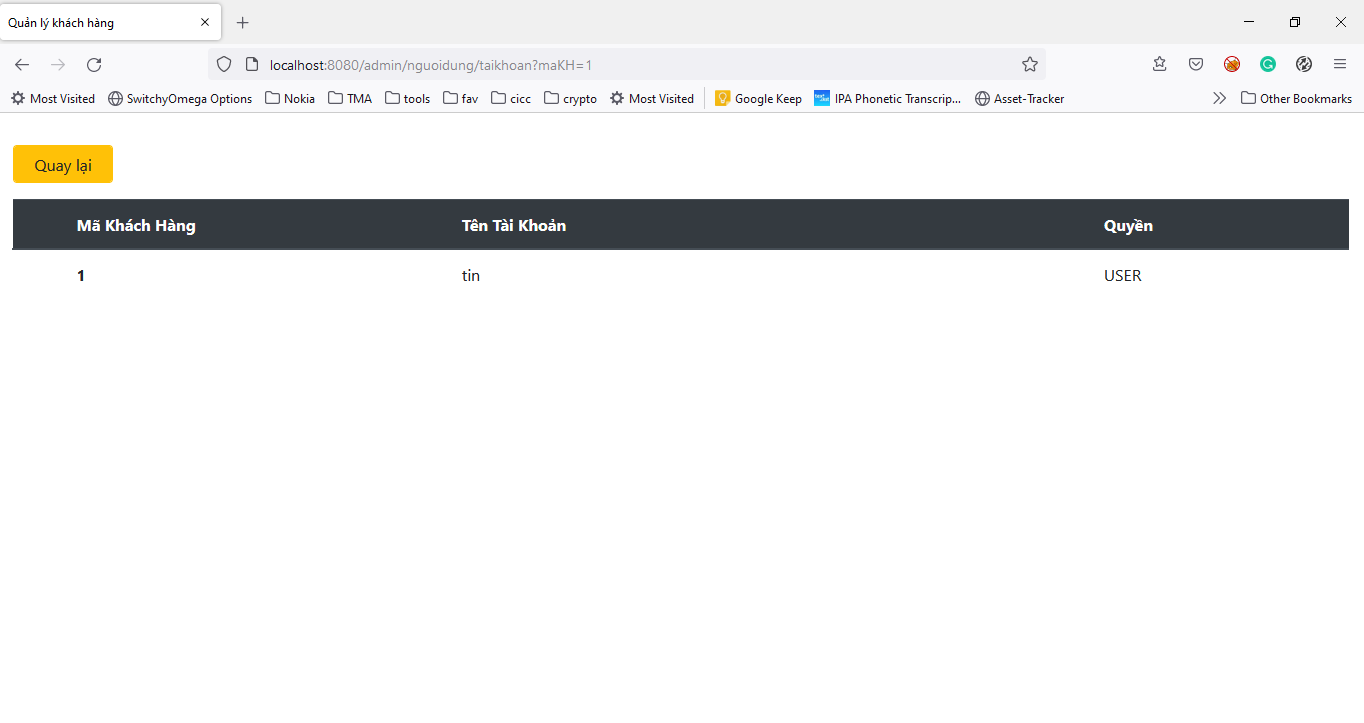 Quản lý khách hàng
localhost:8080/admin/nguoidung/taikhoan?maKH=1
Most Visited SwitchyOmega Options Nokia TMA tools fav cicc crypto Most Visited Google Keep IPA Phonetic Transcrip... Asset-Tracker Other Bookmarks
Quay lại
Mã Khách Hàng Tên Tài Khoản Quyền
1 tin USER